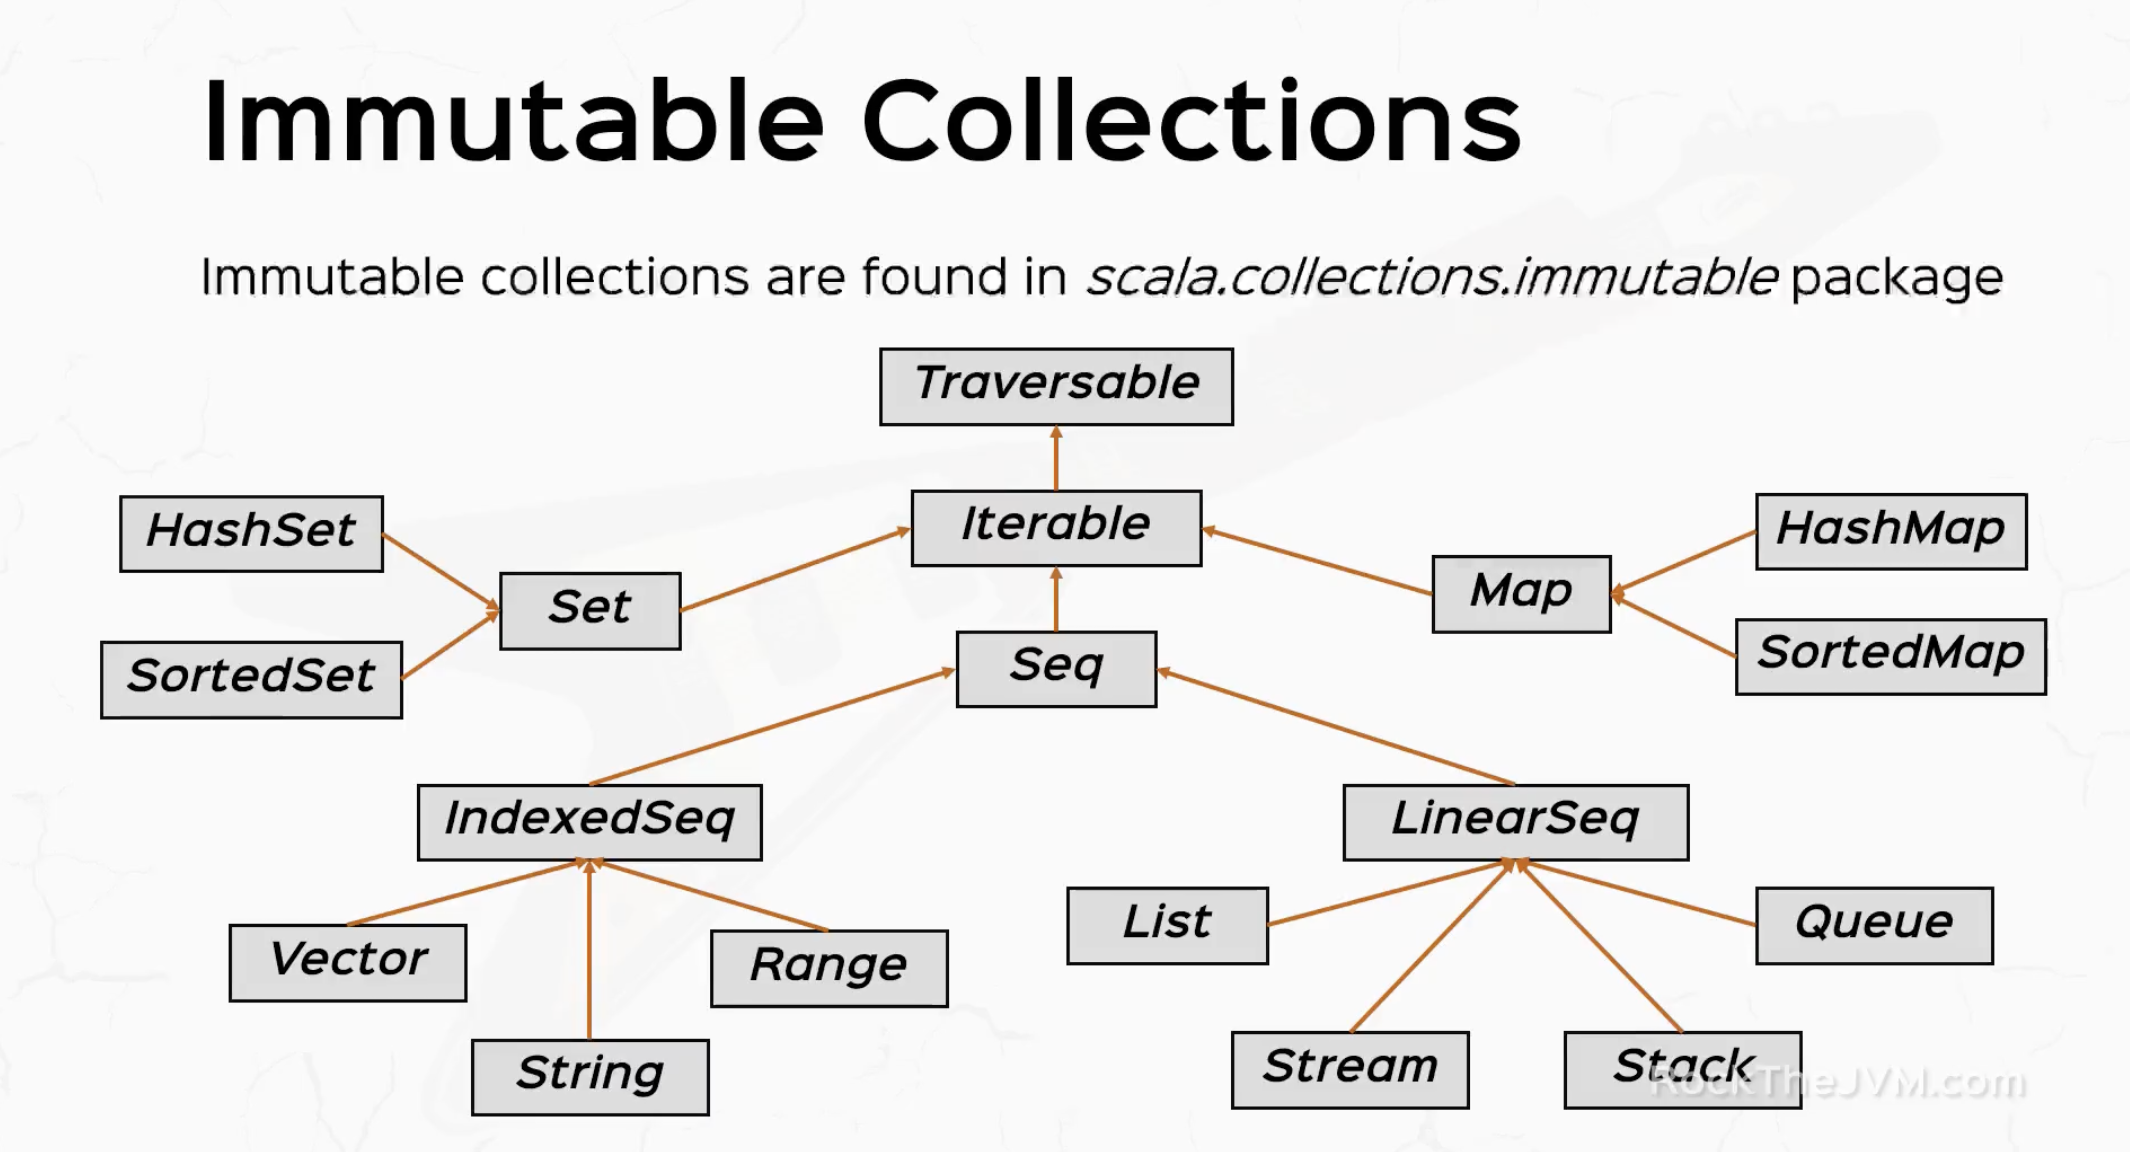 Immutable Collections
Immutable collections are found in scala.collections.immutable package
Traversable
HashSet
Iterable
HashMap
Set
Map
SortedSet
Seq
SortedMap
IndexedSeq
LinearSeq
Vector
Range
List
Queue
String
Stream
Stack
RockTheJVM.com